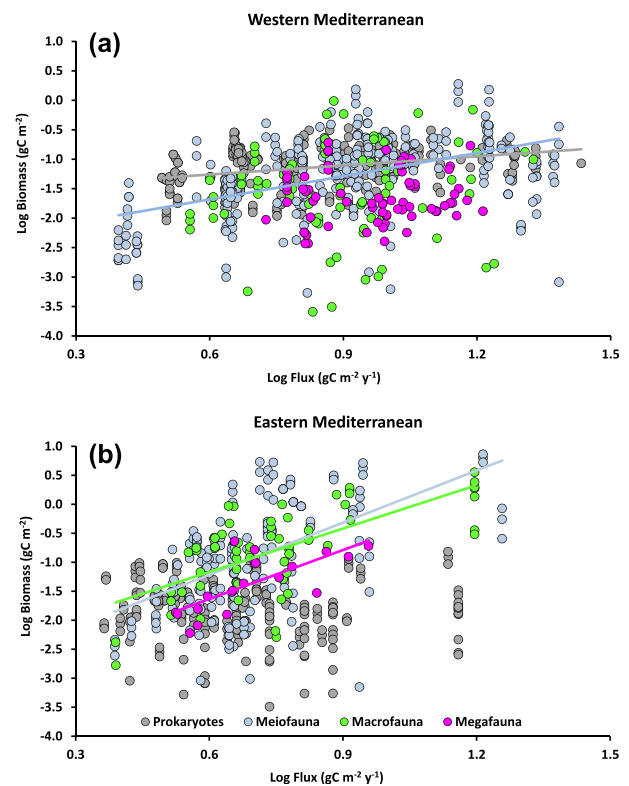 Western Mediterranean
(a)
1.0
0.5
0.0
-0.5
-1.0
-1.5
-2.0
-2.5
-3.0
-3.5
-4.0
Log Biomass (gC m-2)
0.3 0.6 0.9 1.2 1.5
Log Flux (gC m-2 y-1)
Eastern Mediterranean
(b)
1.0
0.5
0.0
-0.5
-1.0
-1.5
-2.0
-2.5
-3.0
-3.5
-4.0
Log Biomass (gC m-2)
Prokaryotes Meiofauna Macrofauna Megafauna
0.3 0.6 0.9 1.2 1.5
Log Flux (gC m-2 y-1)